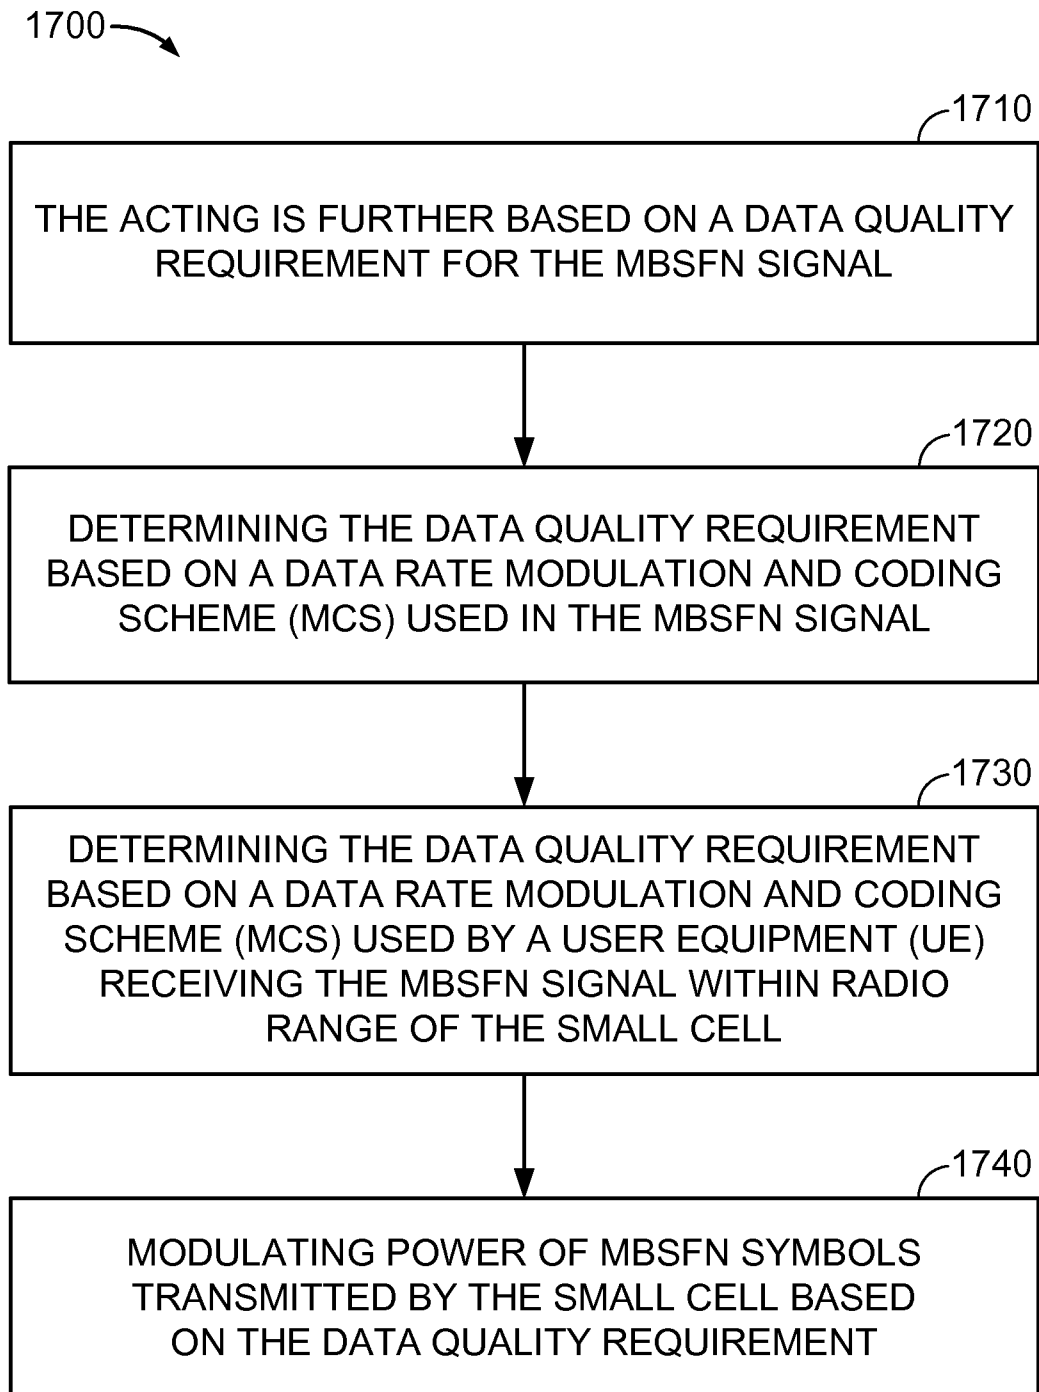 1700
1710
THE ACTING IS FURTHER BASED ON A DATA QUALITY
REQUIREMENT FOR THE MBSFN SIGNAL
1720
DETERMINING THE DATA QUALITY REQUIREMENT
BASED ON A DATA RATE MODULATION AND CODING
SCHEME (MCS) USED IN THE MBSFN SIGNAL
1730
DETERMINING THE DATA QUALITY REQUIREMENT
BASED ON A DATA RATE MODULATION AND CODING
SCHEME (MCS) USED BY A USER EQUIPMENT (UE)
RECEIVING THE MBSFN SIGNAL WITHIN RADIO
RANGE OF THE SMALL CELL
1740
MODULATING POWER OF MBSFN SYMBOLS
TRANSMITTED BY THE SMALL CELL BASED
ON THE DATA QUALITY REQUIREMENT